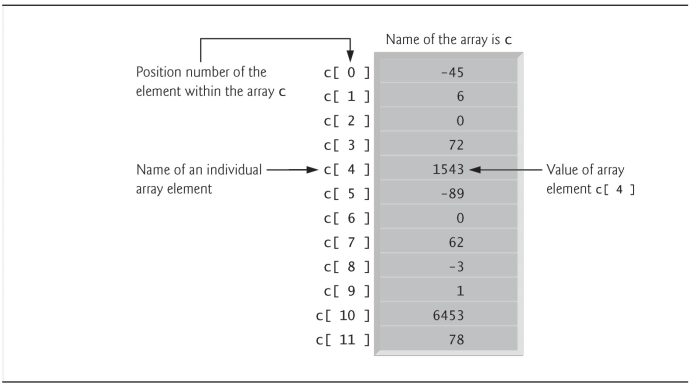 Name of the array is c
Position number of the
element within the array c
c[ 0 ] -45
c[ 1 ] 6
c[ 2 ] 0
c[ 3 ] 72
Name of an individual
array element
c[ 4 ] 1543
Value of array
element c[ 4 ]
c[ 5 ] -89
c[ 6 ] 0
c[ 7 ] 62
c[ 8 ] -3
c[ 9 ] 1
c[ 10 ] 6453
c[ 11 ] 78